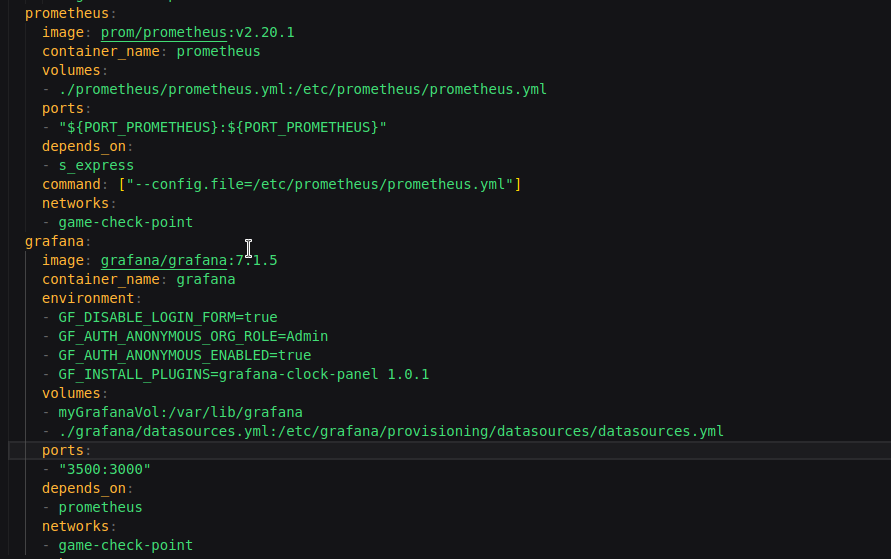 prometheus:
image: prom/prometheus:v2.20.1
container_name: prometheus
volumes:
- ./prometheus/prometheus.yml:/etc/prometheus/prometheus.yml
ports:
- "${PORT_PROMETHEUS}:${PORT_PROMETHEUS}"
depends_on:
- s_express
command: ["--config.file=/etc/prometheus/prometheus.yml"]
networks:
- game-check-point
grafana:
image: grafana/grafana:7.1.5
container_name: grafana
environment:
- GF_DISABLE_LOGIN_FORM=true
- GF_AUTH_ANONYMOUS_ORG_ROLE=Admin
- GF_AUTH_ANONYMOUS_ENABLED=true
- GF_INSTALL_PLUGINS=grafana-clock-panel 1.0.1
volumes:
- myGrafanaVol:/var/lib/grafana
- ./grafana/datasources.yml:/etc/grafana/provisioning/datasources/datasources.yml
ports:
- "3500:3000"
depends_on:
- prometheus
networks:
- game-check-point